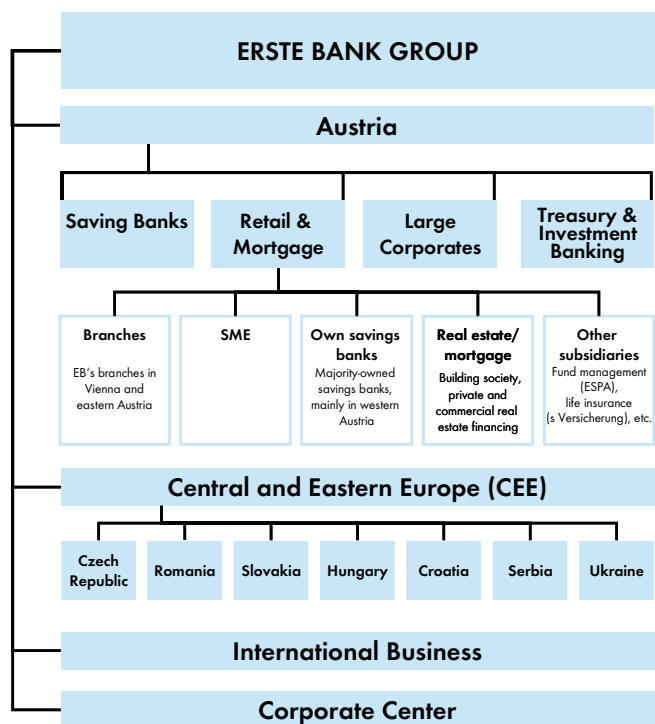 ERSTE BANK GROUP
Austria
Saving Banks
Retail &
Mortgage
Large
Corporates
Treasury &
Investment
Banking
Branches
EB's branches in
Vienna and
eastern Austria
SME
Own savings
banks
Majority-owned
savings banks,
mainly in western
Austria
Real estate/
mortgage
Building society,
private and
commercial real
estate financing
Other
subsidiaries
Fund management
(ESPA),
life insurance
(s Versicherung), etc.
Central and Eastern Europe (CEE)
Czech
Republic
Romania
Slovakia
Hungary
Croatia
Serbia
Ukraine
International Business
Corporate Center